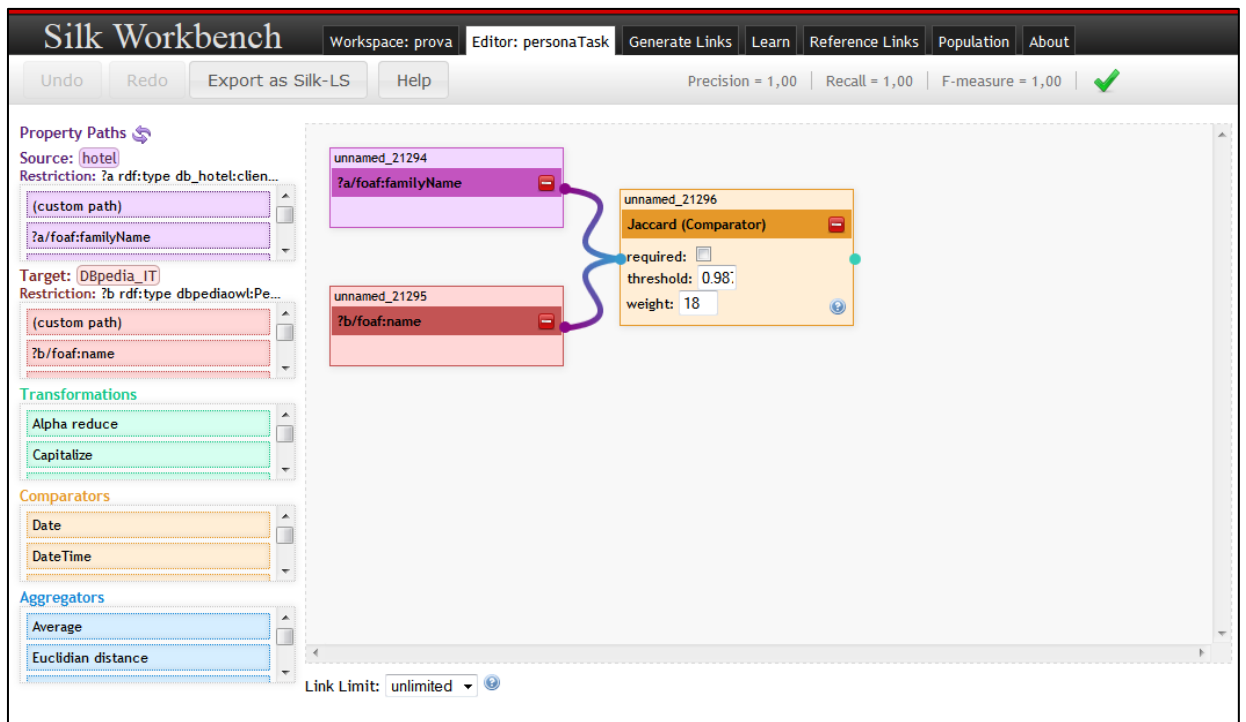 Silk Workbench
Workspace: prova
Editor: personaTask
Generate Links
Learn
Reference Links
Population
About
Undo
Redo
Export as Silk-LS
Help
Precision = 1,00
Recall = 1,00
F-measure = 1,00
Property Paths
Source: hotel
Restriction: ?a rdf:type db_hotel:clien...
(custom path)
?a/foaf:familyName
Target: DBpedia_IT
Restriction: ?b rdf:type dbpediaowl:Pe...
(custom path)
?b/foaf:name
Transformations
Alpha reduce
Capitalize
Comparators
Date
DateTime
Aggregators
Average
Euclidian distance
unnamed_21294
?a/foaf:familyName
unnamed_21295
?b/foaf:name
unnamed_21296
Jaccard (Comparator)
required:
threshold: 0.987
weight: 18
Link Limit: unlimited